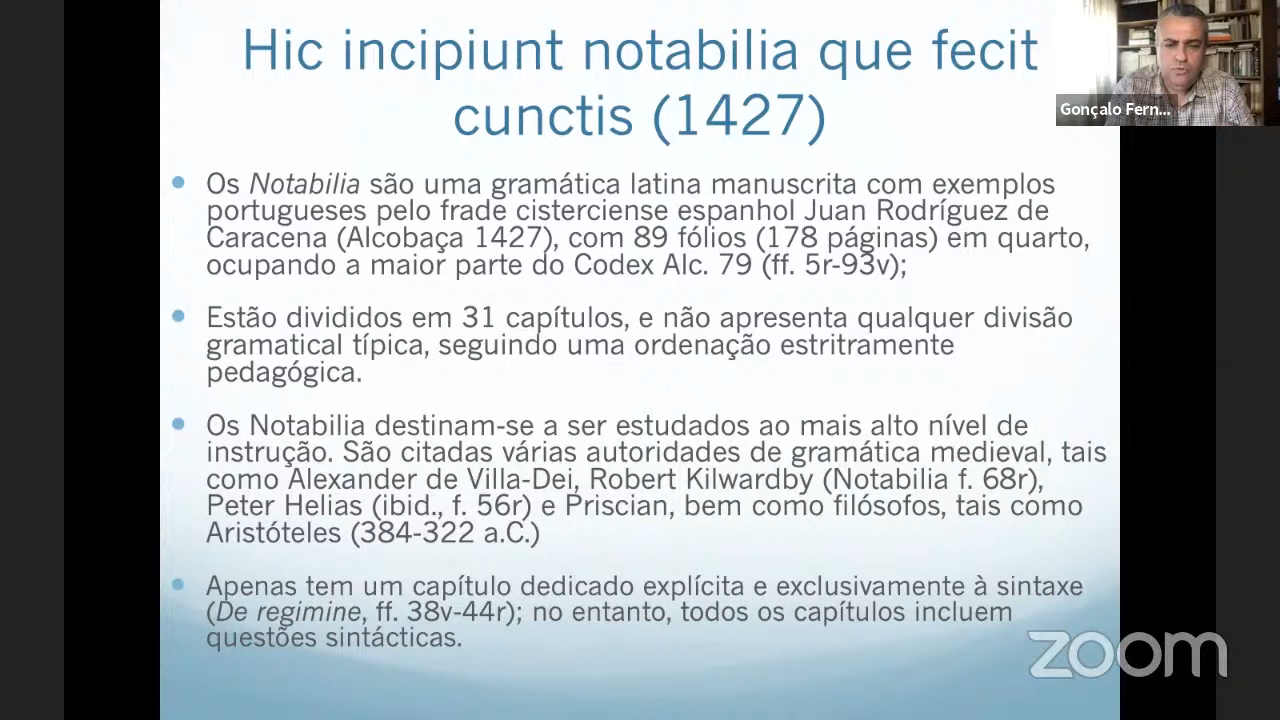 Hic incipiunt notabilia que fecit
cunctis (1427)
Gonçalo Fern...
• Os Notabilia são uma gramática latina manuscrita com exemplos
portugueses pelo frade cisterciense espanhol Juan Rodríguez de
Caracena (Alcobaça 1427), com 89 fólios (178 páginas) em quarto,
ocupando a maior parte do Codex Alc. 79 (ff. 5r-93v);
• Estão divididos em 31 capítulos, e não apresenta qualquer divisão
gramatical típica, seguindo uma ordenação estritramente
pedagógica.
• Os Notabilia destinam-se a ser estudados ao mais alto nível de
instrução. São citadas várias autoridades de gramática medieval, tais
como Alexander de Villa-Dei, Robert Kilwardby (Notabilia f. 68r),
Peter Helias (ibid., f. 56r) e Priscian, bem como filósofos, tais como
Aristóteles (384-322 a.C.)
• Apenas tem um capítulo dedicado explícita e exclusivamente à sintaxe
(De regimine, ff. 38v-44r); no entanto, todos os capítulos incluem
questões sintácticas.
zoom